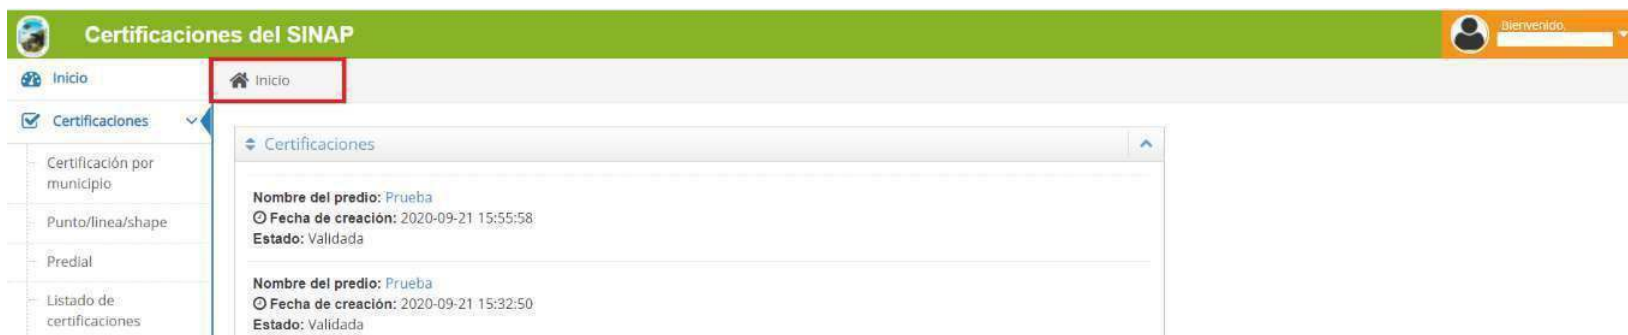 Certificaciones del SINAP
Bienvenido,
Inicio
Inicio
Certificaciones
Certificación por
municipio
Punto/linea/shape
Predial
Listado de
certificaciones
Certificaciones
Nombre del predio: Prueba
Fecha de creación: 2020-09-21 15:55:58
Estado: Validada
Nombre del predio: Prueba
Fecha de creación: 2020-09-21 15:32:50
Estado: Validada